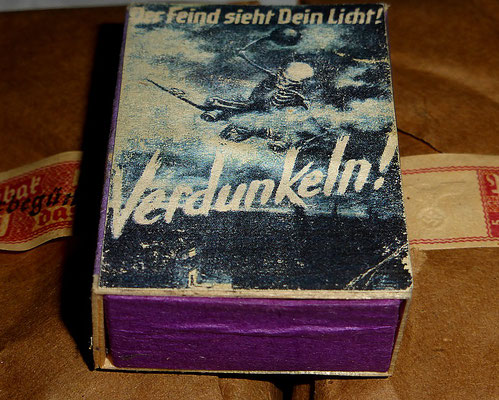 Der Feind sieht Dein Licht!
Verdunkeln!